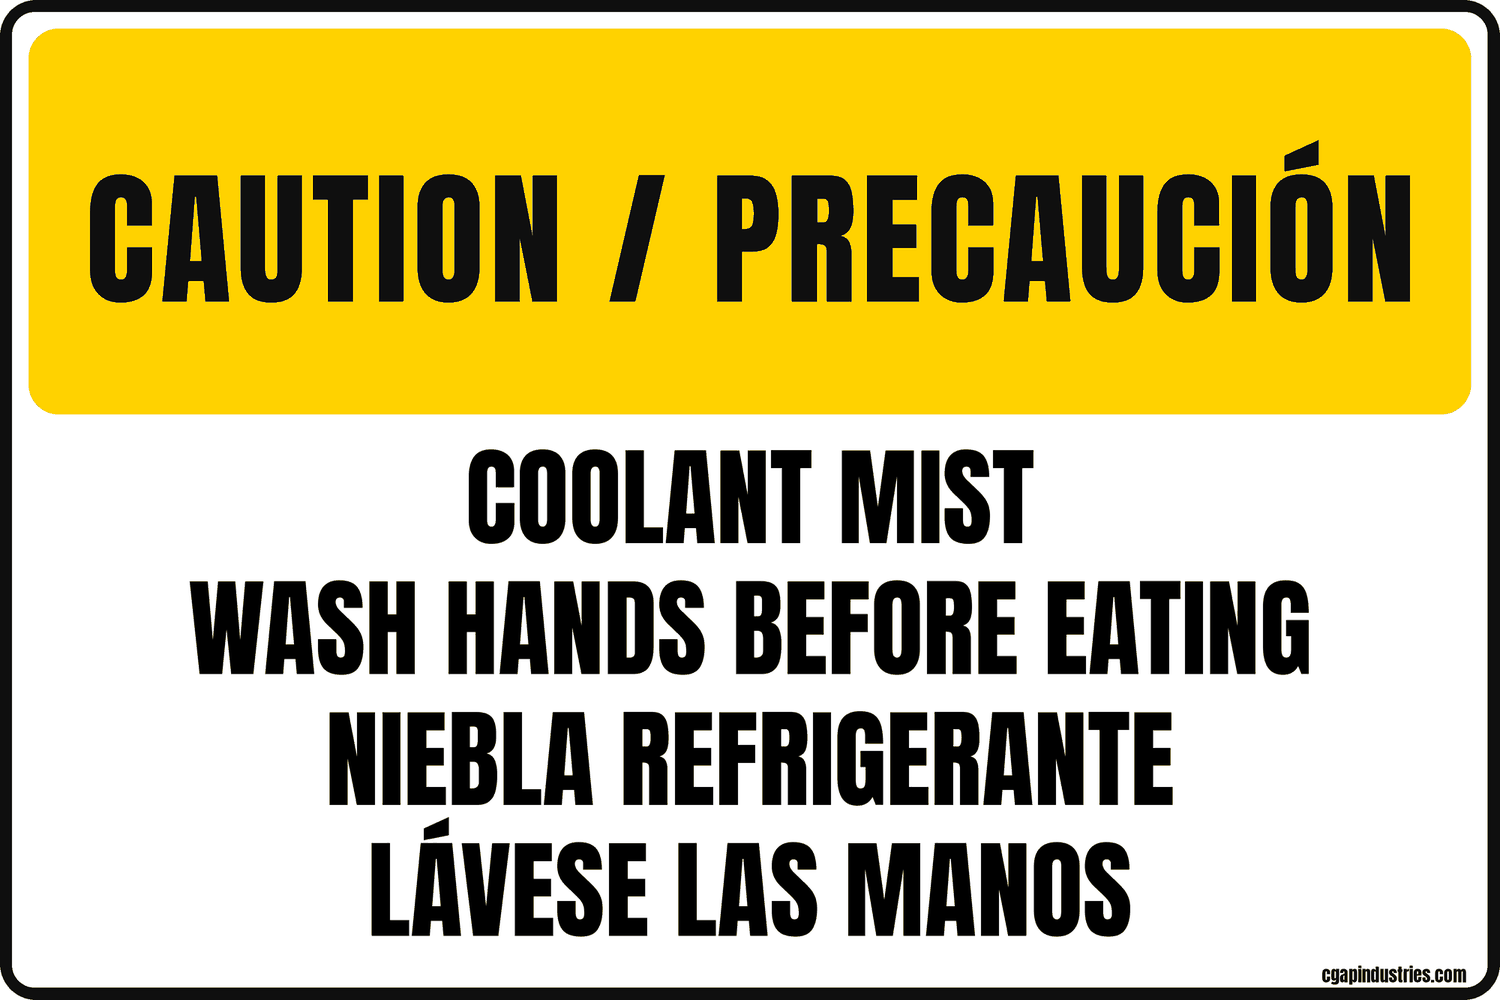 CAUTION / PRECAUCIÓN
COOLANT MIST
WASH HANDS BEFORE EATING
NIEBLA REFRIGERANTE
LÁVESE LAS MANOS
cgapindustries.com